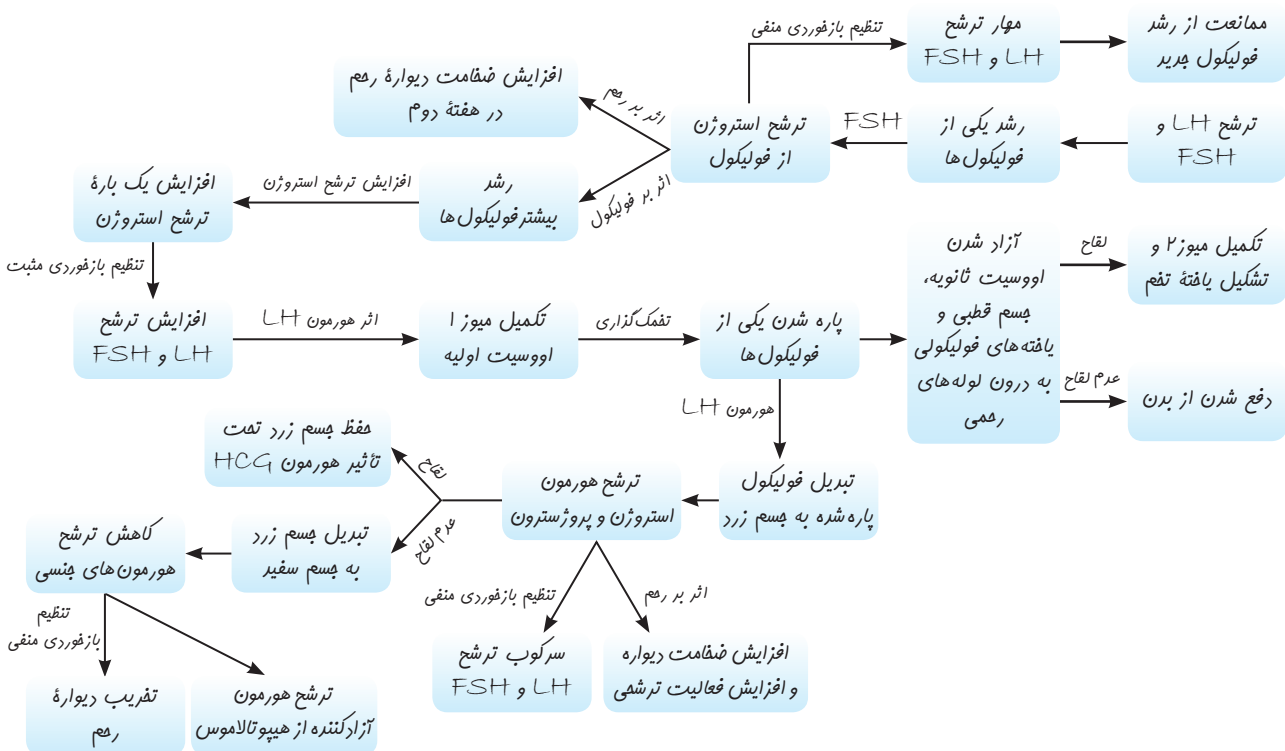 ترشح LH و
FSH
رشد یکی از
فولیکول‌ها
FSH
ترشح استروژن
از فولیکول
تنظیم بازخوردی منفی
مهار ترشح
FSH و LH
ممانعت از رشد
فولیکول جدید
اثر بر رحم
افزایش ضخامت دیوارهٔ رحم
در هفتهٔ دوم
اثر بر فولیکول
رشد
بیشتر فولیکول‌ها
افزایش ترشح استروژن
افزایش یک بارهٔ
ترشح استروژن
تنظیم بازخوردی مثبت
افزایش ترشح
FSH و LH
اثر هورمون LH
تکمیل میوز ۱
اووسیت اولیه
تخمک‌گذاری
پاره شدن یکی از
فولیکول‌ها
آزاد شدن
اووسیت ثانویه،
جسم قطبی و
یافته‌های فولیکولی
به درون لوله‌های
رحمی
لقاح
تکمیل میوز ۲ و
تشکیل یافتهٔ تخم
عدم لقاح
دفع شدن از بدن
هورمون LH
تبدیل فولیکول
پاره‌شده به جسم زرد
ترشح هورمون
استروژن و پروژسترون
لقاح
حفظ جسم زرد تحت
تأثیر هورمون HCG
عدم لقاح
تبدیل جسم زرد
به جسم سفید
کاهش ترشح
هورمون‌های جنسی
تنظیم
بازخوردی منفی
تخریب دیوارهٔ
رحم
ترشح هورمون
آزادکننده از هیپوتالاموس
تنظیم بازخوردی منفی
سرکوب ترشح
FSH و LH
اثر بر رحم
افزایش ضخامت دیواره
و افزایش فعالیت ترشحی